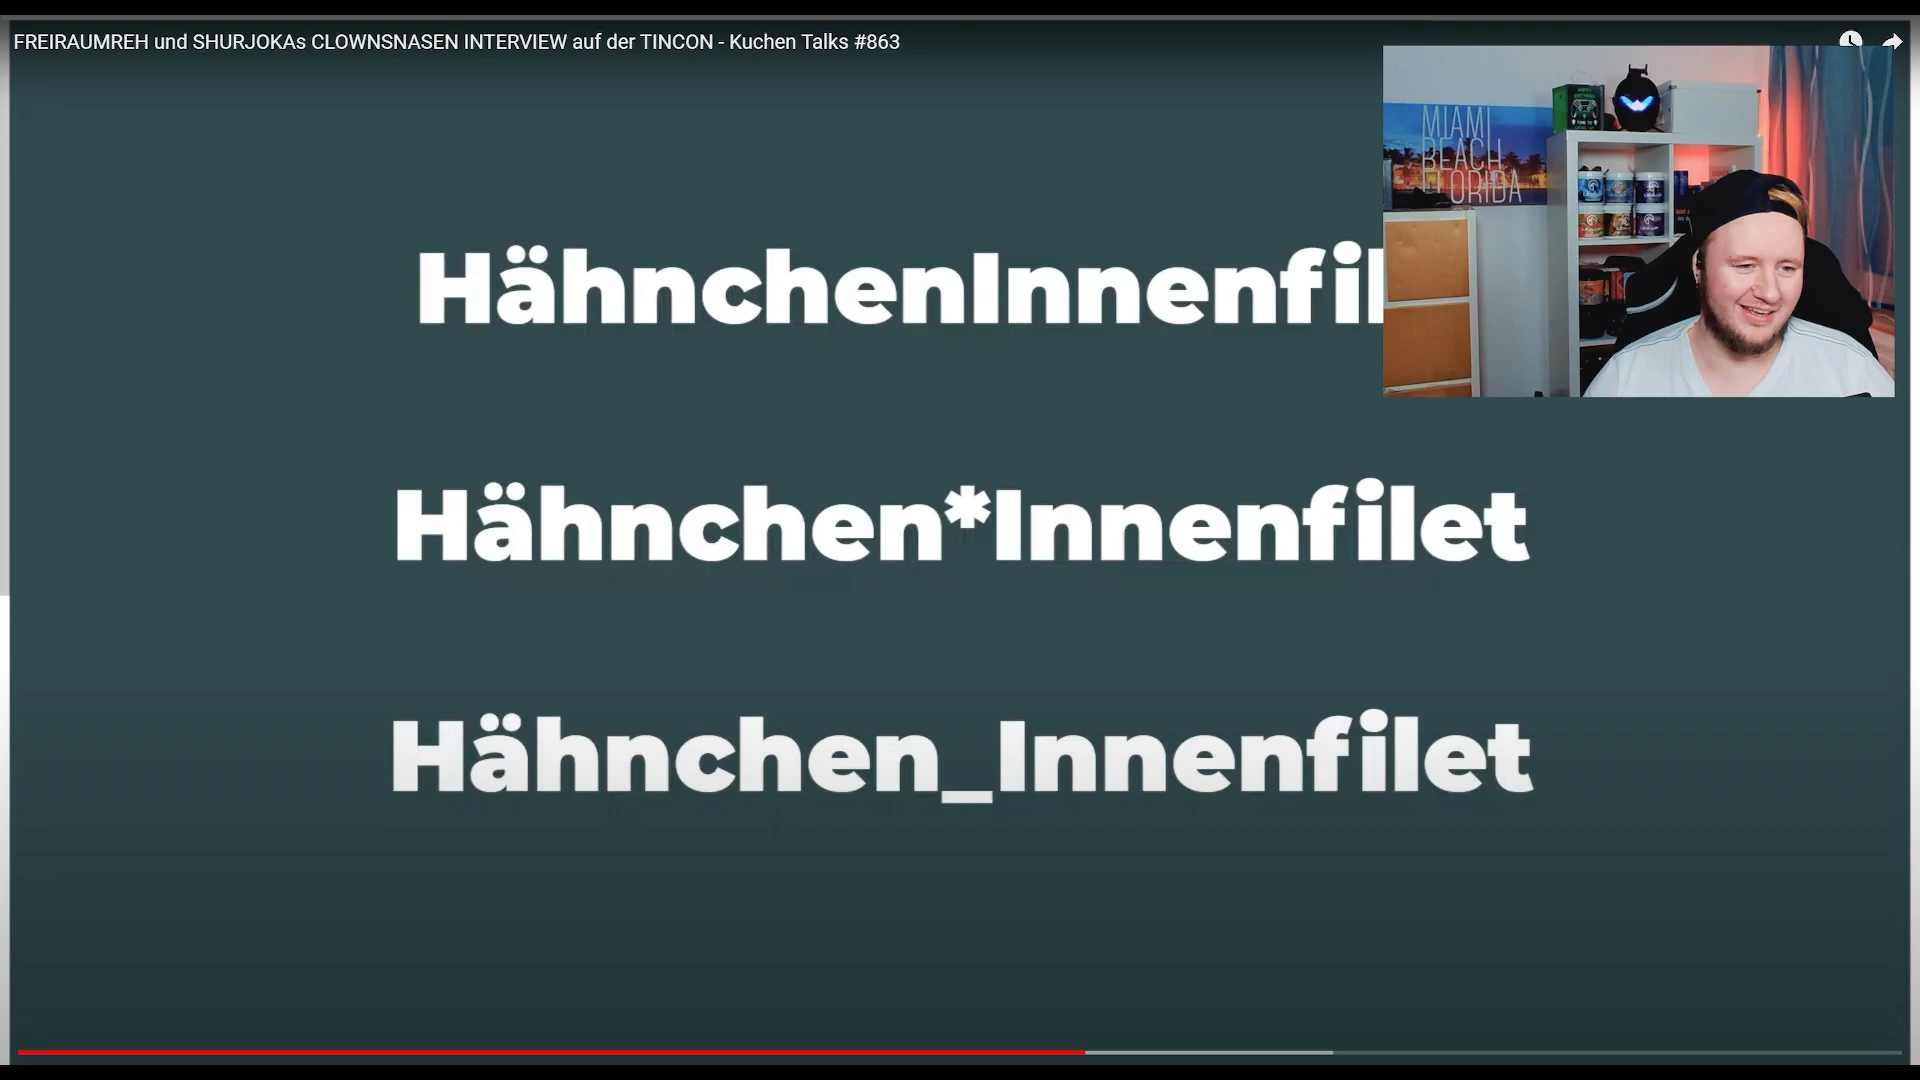 FREIRAUMREH und SHURJOKAs CLOWNSNASEN INTERVIEW auf der TINCON - Kuchen Talks #863
MIAMI
BEACH
FLORIDA
HähnchenInnenfil
Hähnchen*Innenfilet
Hähnchen_Innenfilet